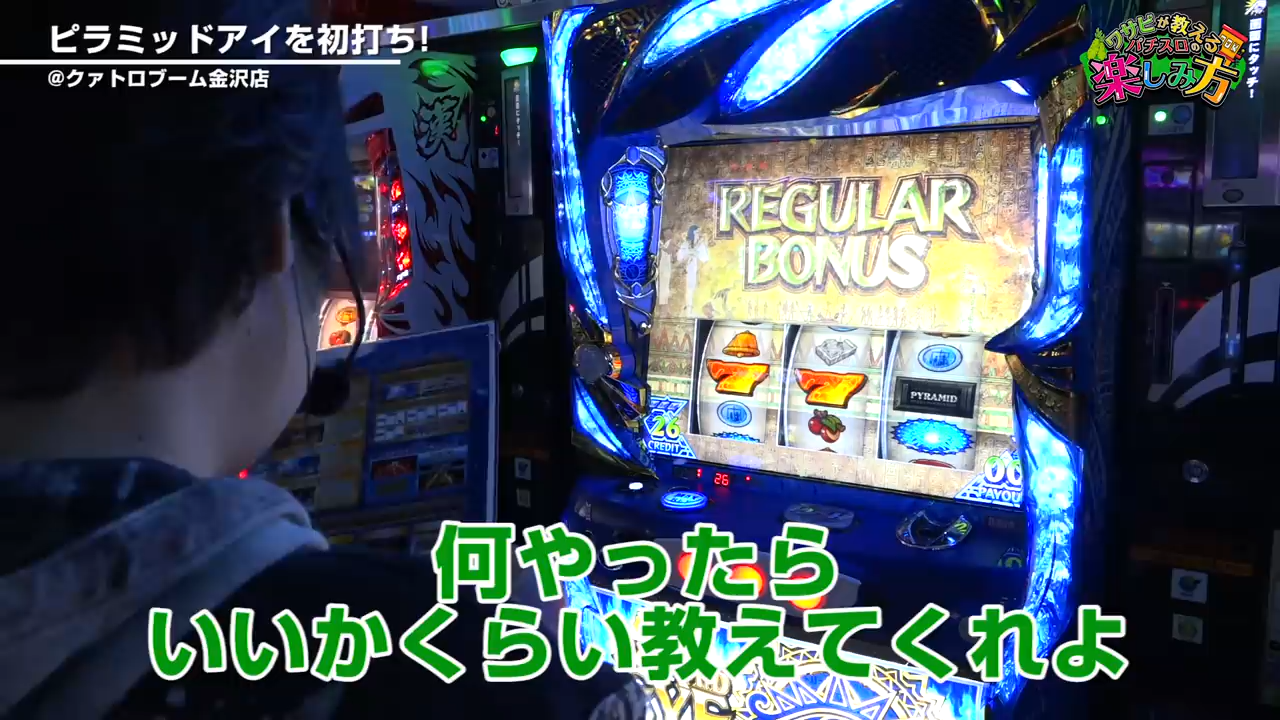 ピラミッドアイを初打ち!
@クァトロブーム金沢店
ワサビが教える
パチスロの
楽しみ方
画面にタッチ!
漢
REGULAR
BONUS
PYRAMID
26
CREDIT
26
PAYOU
何やったら
いいかくらい教えてくれよ